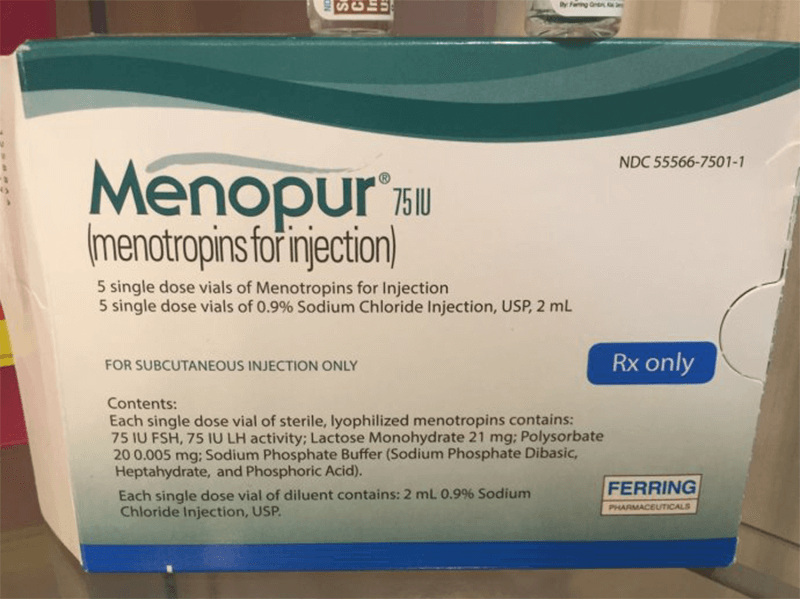 By Ferring GmbH, Kiel
NDC 55566-7501-1
Menopur® 75 IU
(menotropins for injection)
5 single dose vials of Menotropins for Injection
5 single dose vials of 0.9% Sodium Chloride Injection, USP, 2 mL
FOR SUBCUTANEOUS INJECTION ONLY
Rx only
Contents:
Each single dose vial of sterile, lyophilized menotropins contains:
75 IU FSH, 75 IU LH activity; Lactose Monohydrate 21 mg; Polysorbate
20 0.005 mg; Sodium Phosphate Buffer (Sodium Phosphate Dibasic,
Heptahydrate, and Phosphoric Acid).
Each single dose vial of diluent contains: 2 mL 0.9% Sodium
Chloride Injection, USP.
FERRING
PHARMACEUTICALS